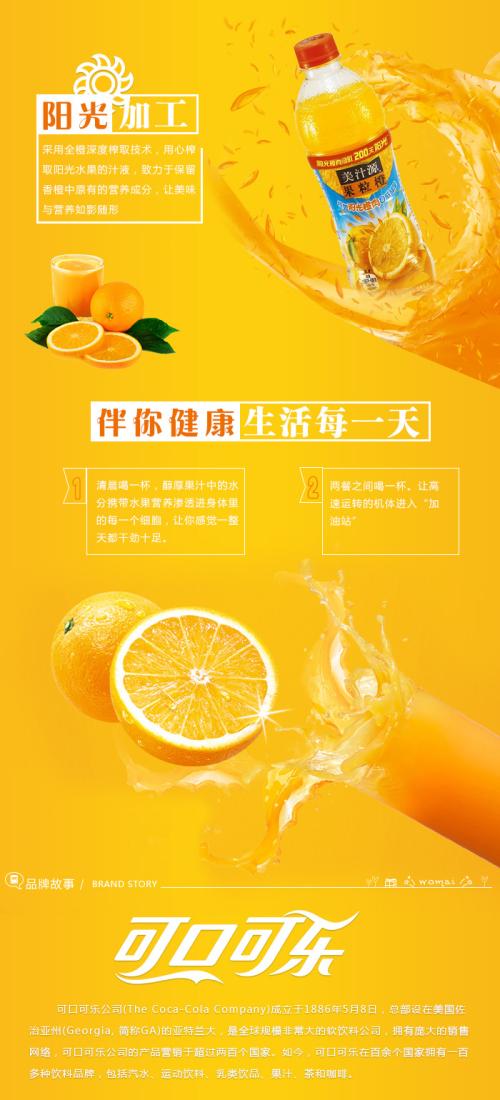 阳光加工
采用全橙深度榨取技术，用心榨
取阳光水果的汁液，致力于保留
香橙中原有的营养成分，让美味
与营养如影随形
200天阳光
美汁源
果粒橙
伴你健康生活每一天
1
清晨喝一杯，醇厚果汁中的水
分携带水果营养渗透进身体里
的每一个细胞，让你感觉一整
天都干劲十足。
2
两餐之间喝一杯。让高
速运转的机体进入“加
油站”
品牌故事 / BRAND STORY
womai
可口可乐
可口可乐公司(The Coca-Cola Company)成立于1886年5月8日，总部设在美国佐
治亚州(Georgia, 简称GA)的亚特兰大，是全球规模非常大的软饮料公司，拥有庞大的销售
网络，可口可乐公司的产品营销于超过两百个国家。如今，可口可乐在百余个国家拥有一百
多种饮料品牌，包括汽水、运动饮料、乳类饮品、果汁、茶和咖啡。